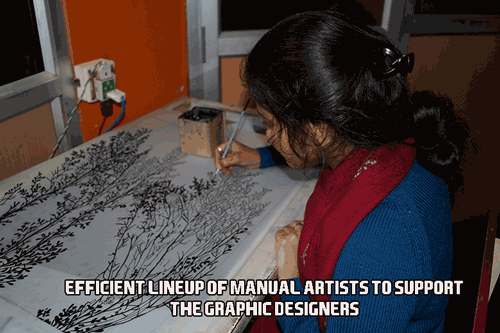 EFFICIENT LINEUP OF MANUAL ARTISTS TO SUPPORT
THE GRAPHIC DESIGNERS